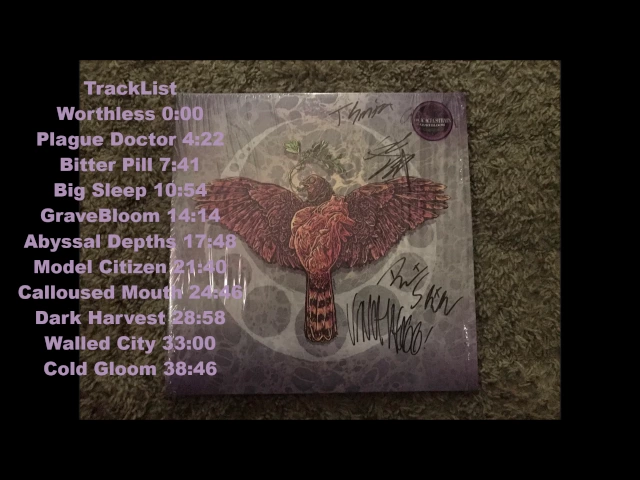 TrackList
Worthless 0:00
Plague Doctor 4:22
Bitter Pill 7:41
Big Sleep 10:54
GraveBloom 14:14
Abyssal Depths 17:48
Model Citizen 21:40
Calloused Mouth 24:46
Dark Harvest 28:58
Walled City 33:00
Cold Gloom 38:46